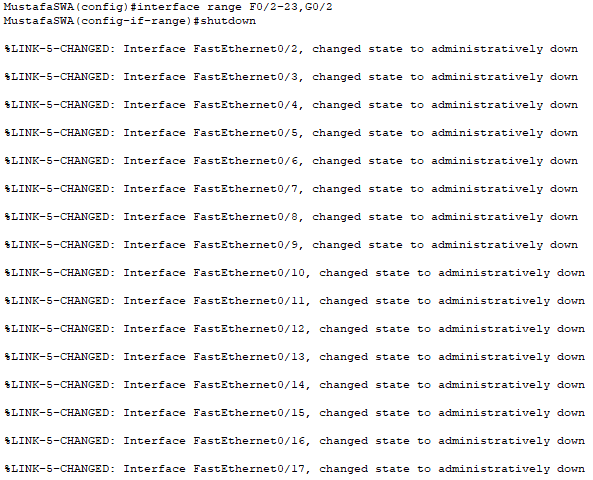 MustafaSWA(config)#interface range F0/2-23,G0/2
MustafaSWA(config-if-range)#shutdown
%LINK-5-CHANGED: Interface FastEthernet0/2, changed state to administratively down
%LINK-5-CHANGED: Interface FastEthernet0/3, changed state to administratively down
%LINK-5-CHANGED: Interface FastEthernet0/4, changed state to administratively down
%LINK-5-CHANGED: Interface FastEthernet0/5, changed state to administratively down
%LINK-5-CHANGED: Interface FastEthernet0/6, changed state to administratively down
%LINK-5-CHANGED: Interface FastEthernet0/7, changed state to administratively down
%LINK-5-CHANGED: Interface FastEthernet0/8, changed state to administratively down
%LINK-5-CHANGED: Interface FastEthernet0/9, changed state to administratively down
%LINK-5-CHANGED: Interface FastEthernet0/10, changed state to administratively down
%LINK-5-CHANGED: Interface FastEthernet0/11, changed state to administratively down
%LINK-5-CHANGED: Interface FastEthernet0/12, changed state to administratively down
%LINK-5-CHANGED: Interface FastEthernet0/13, changed state to administratively down
%LINK-5-CHANGED: Interface FastEthernet0/14, changed state to administratively down
%LINK-5-CHANGED: Interface FastEthernet0/15, changed state to administratively down
%LINK-5-CHANGED: Interface FastEthernet0/16, changed state to administratively down
%LINK-5-CHANGED: Interface FastEthernet0/17, changed state to administratively down